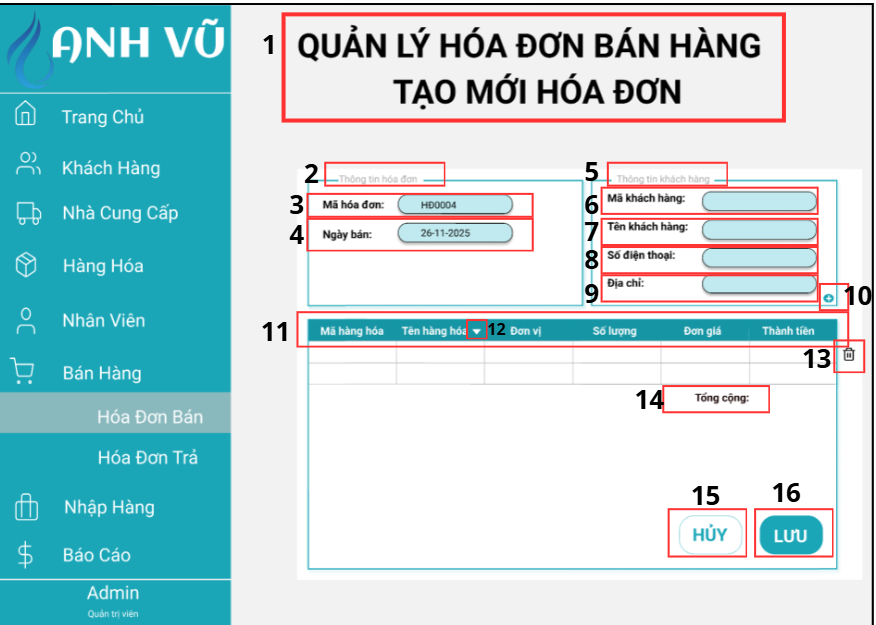 ANH VŨ
Trang Chủ
Khách Hàng
Nhà Cung Cấp
Hàng Hóa
Nhân Viên
Bán Hàng
Hóa Đơn Bán
Hóa Đơn Trả
Nhập Hàng
Báo Cáo
Admin
Quản trị viên
1 QUẢN LÝ HÓA ĐƠN BÁN HÀNG
TẠO MỚI HÓA ĐƠN
2 Thông tin hóa đơn
3 Mã hóa đơn: HĐ0004
4 Ngày bán: 26-11-2025
5 Thông tin khách hàng
6 Mã khách hàng:
7 Tên khách hàng:
8 Số điện thoại:
9 Địa chỉ:
10
11 Mã hàng hóa Tên hàng hóa 12 Đơn vị Số lượng Đơn giá Thành tiền
13
14 Tổng cộng:
15 16
HỦY LƯU